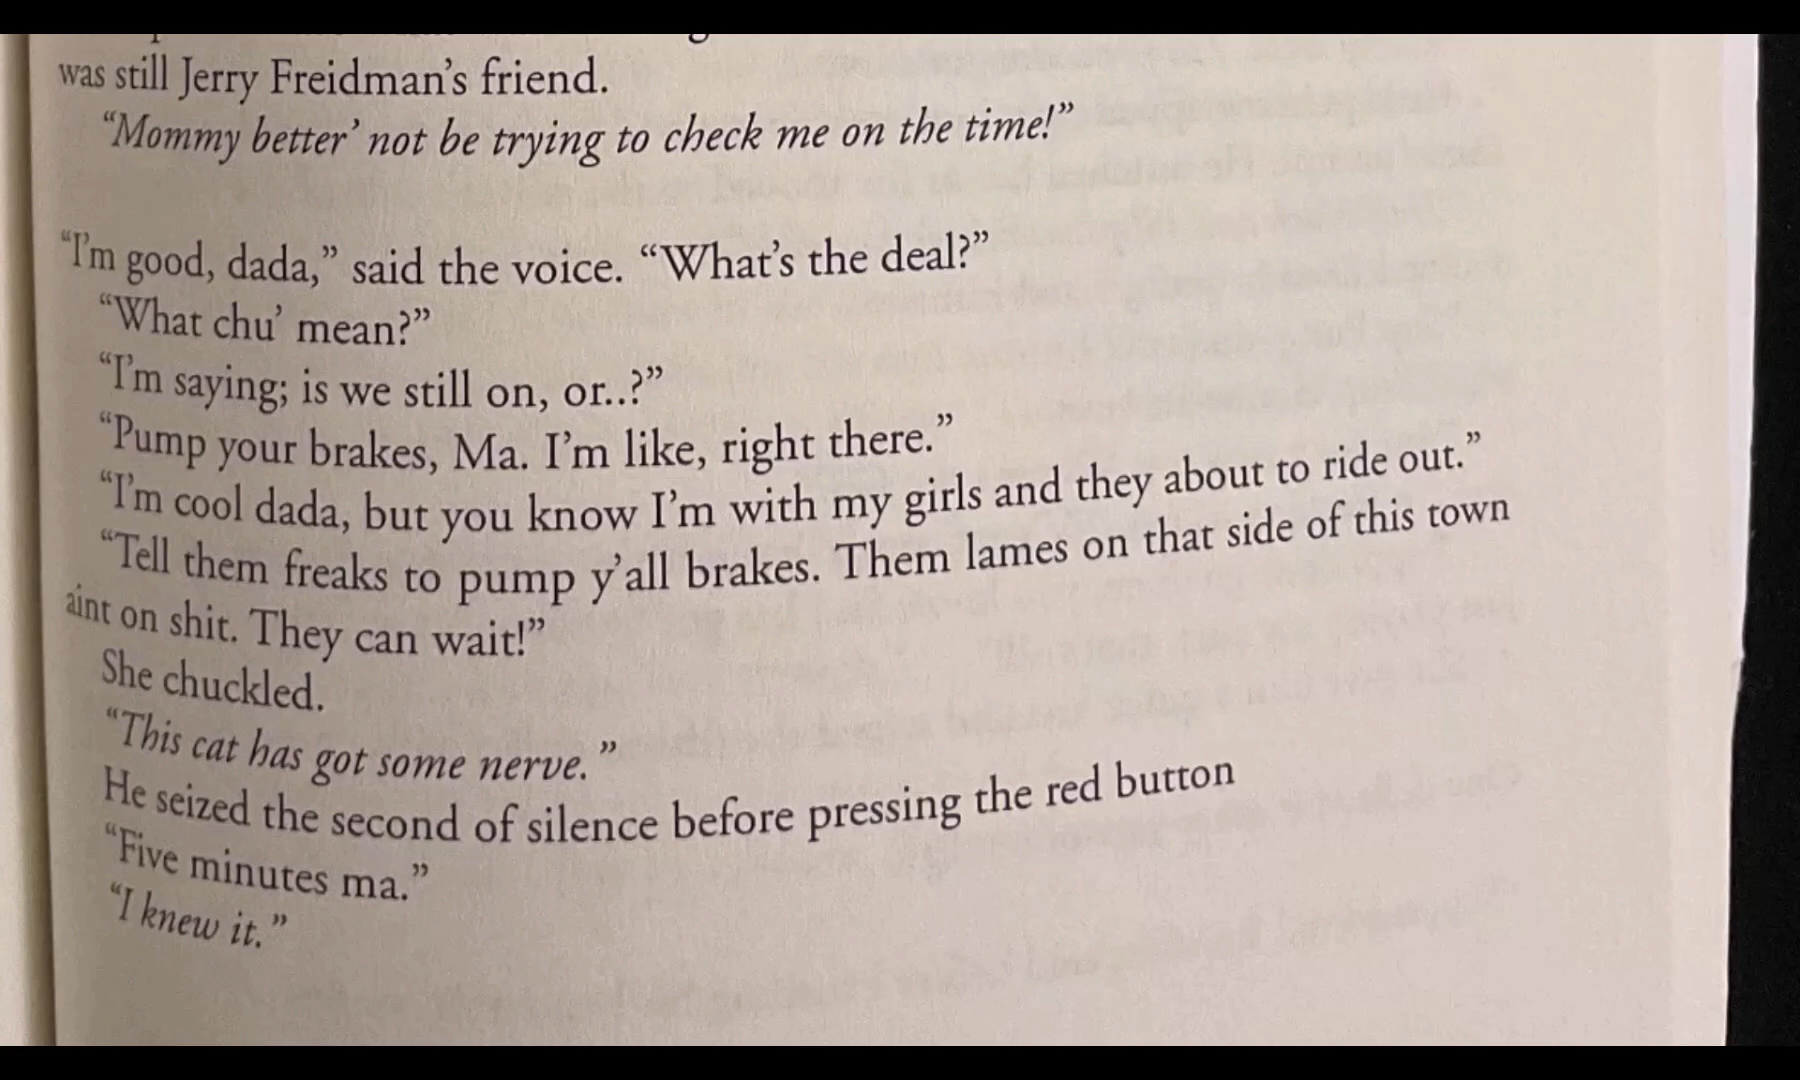 was still Jerry Freidman’s friend.
“Mommy better’ not be trying to check me on the time!”
“I’m good, dada,” said the voice. “What’s the deal?”
“What chu’ mean?”
“I’m saying; is we still on, or..?”
“Pump your brakes, Ma. I’m like, right there.”
“I’m cool dada, but you know I’m with my girls and they about to ride out.”
“Tell them freaks to pump y’all brakes. Them lames on that side of this town
aint on shit. They can wait!”
She chuckled.
“This cat has got some nerve.”
He seized the second of silence before pressing the red button
“Five minutes ma.”
“I knew it.”